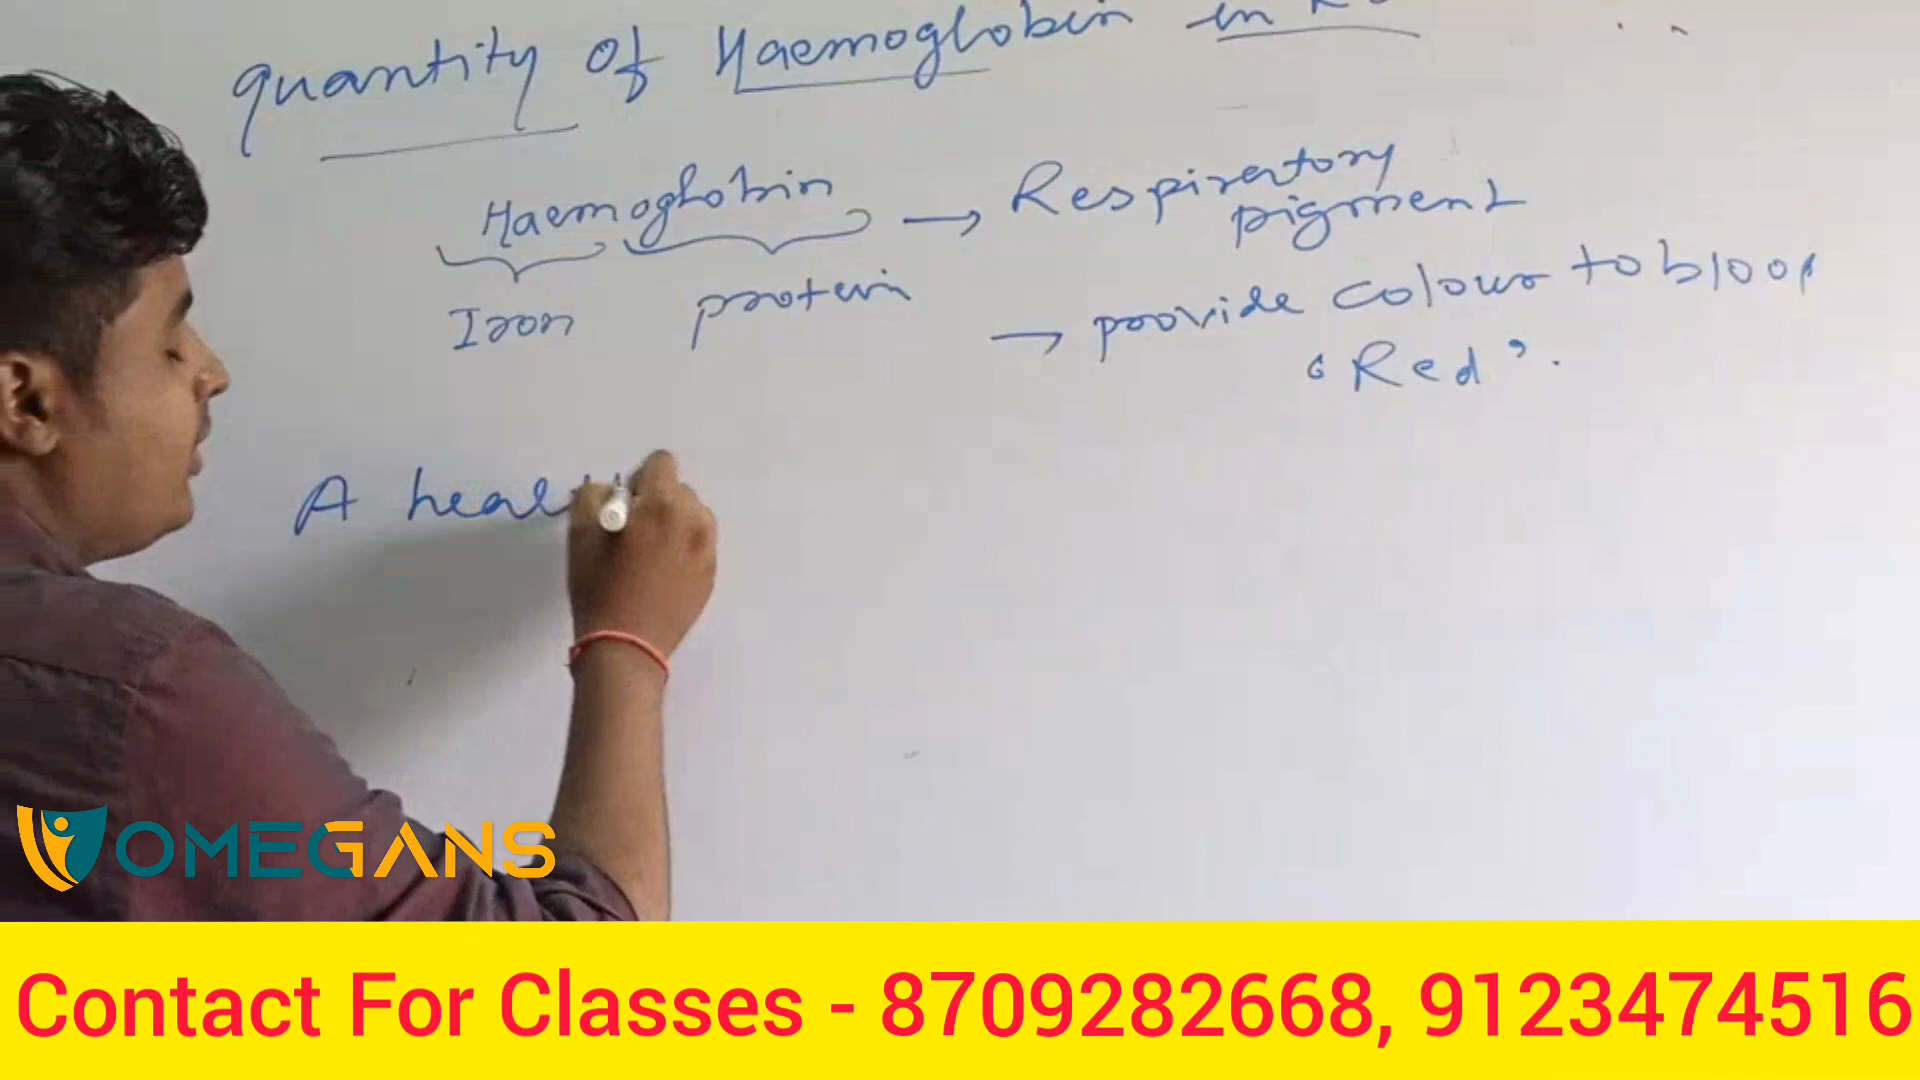 quantity of Haemoglobin in
Haemoglobin → Respiratory
pigment
Iron protein
→ provide colour to blood
“Red”.
A heal
OMEGANS
Contact For Classes - 8709282668, 9123474516